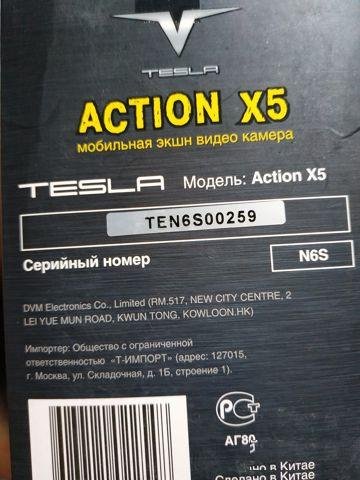 TESLA
ACTION X5
мобильная экшн видео камера
TESLA Модель: Action X5
TEN6S00259
Серийный номер N6S
DVM Electronics Co., Limited (RM.517, NEW CITY CENTRE, 2
LEI YUE MUN ROAD, KWUN TONG, KOWLOON.HK)
Импортер: Общество с ограниченной
ответственностью «Т-ИМПОРТ» (адрес: 127015,
г. Москва, ул. Складочная, д. 1Б, строение 1).
РСТ
в Китае
Сделано в Китае